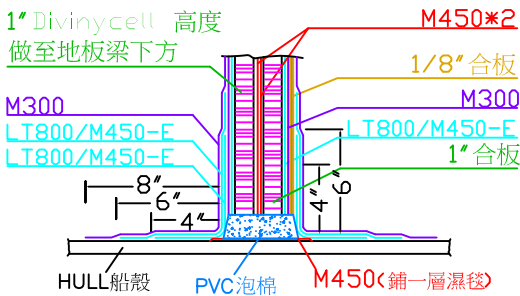 1" Divinycell 高度
做至地板梁下方
M450*2
1/8" 合板
M300
M300
LT800/M450-E
LT800/M450-E
LT800/M450-E
1" 合板
8"
6"
4"
4"
6"
HULL船殼
PVC泡棉
M450(鋪一層濕毯)